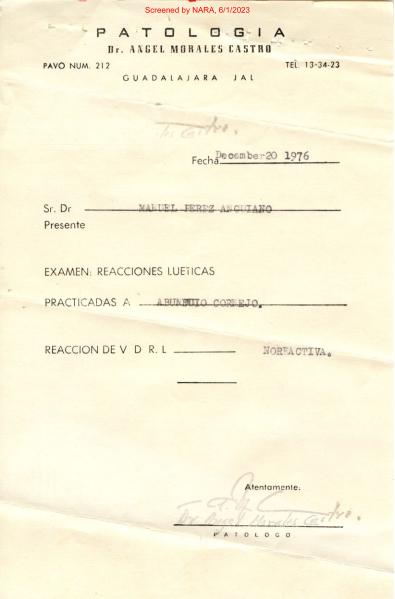 Screened by NARA, 6/1/2023
PATOLOGIA
Dr. ANGEL MORALES CASTRO
PAVO NUM. 212 TEL. 13-34-23
GUADALAJARA JAL
Castro.
Fecha December 20 1976
Sr. Dr MANUEL PEREZ ANGUIANO
Presente
EXAMEN: REACCIONES LUETICAS
PRACTICADAS A CORNEJO.
REACCION DE V D R. L NOREACTIVA.
Atentamente:
Dr. Angel Morales Castro.
PATOLOGO